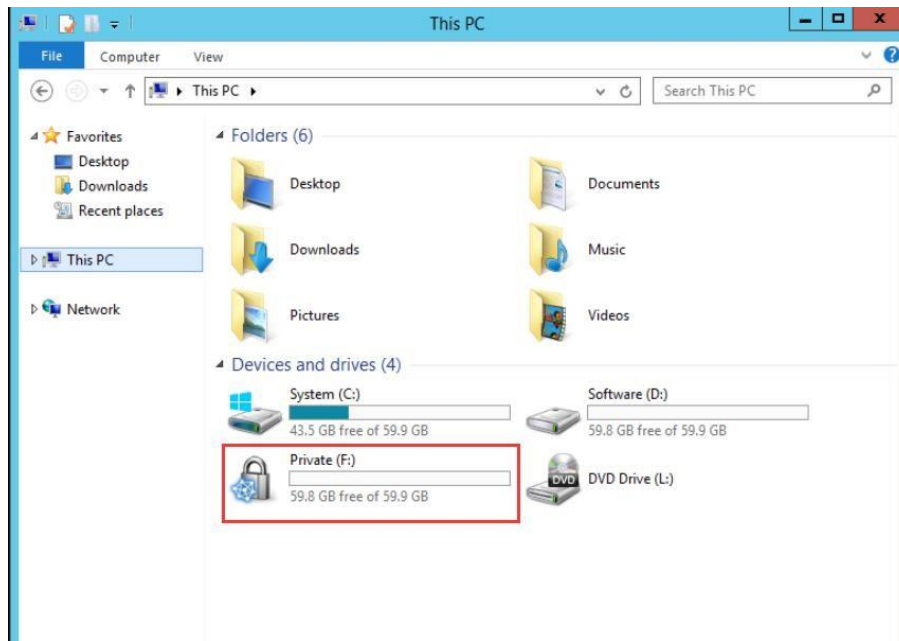 This PC
File Computer View
This PC Search This PC
Favorites
Desktop
Downloads
Recent places
This PC
Network
Folders (6)
Desktop Documents
Downloads Music
Pictures Videos
Devices and drives (4)
System (C:) Software (D:)
43.5 GB free of 59.9 GB 59.8 GB free of 59.9 GB
Private (F:)
59.8 GB free of 59.9 GB
DVD DVD Drive (L:)